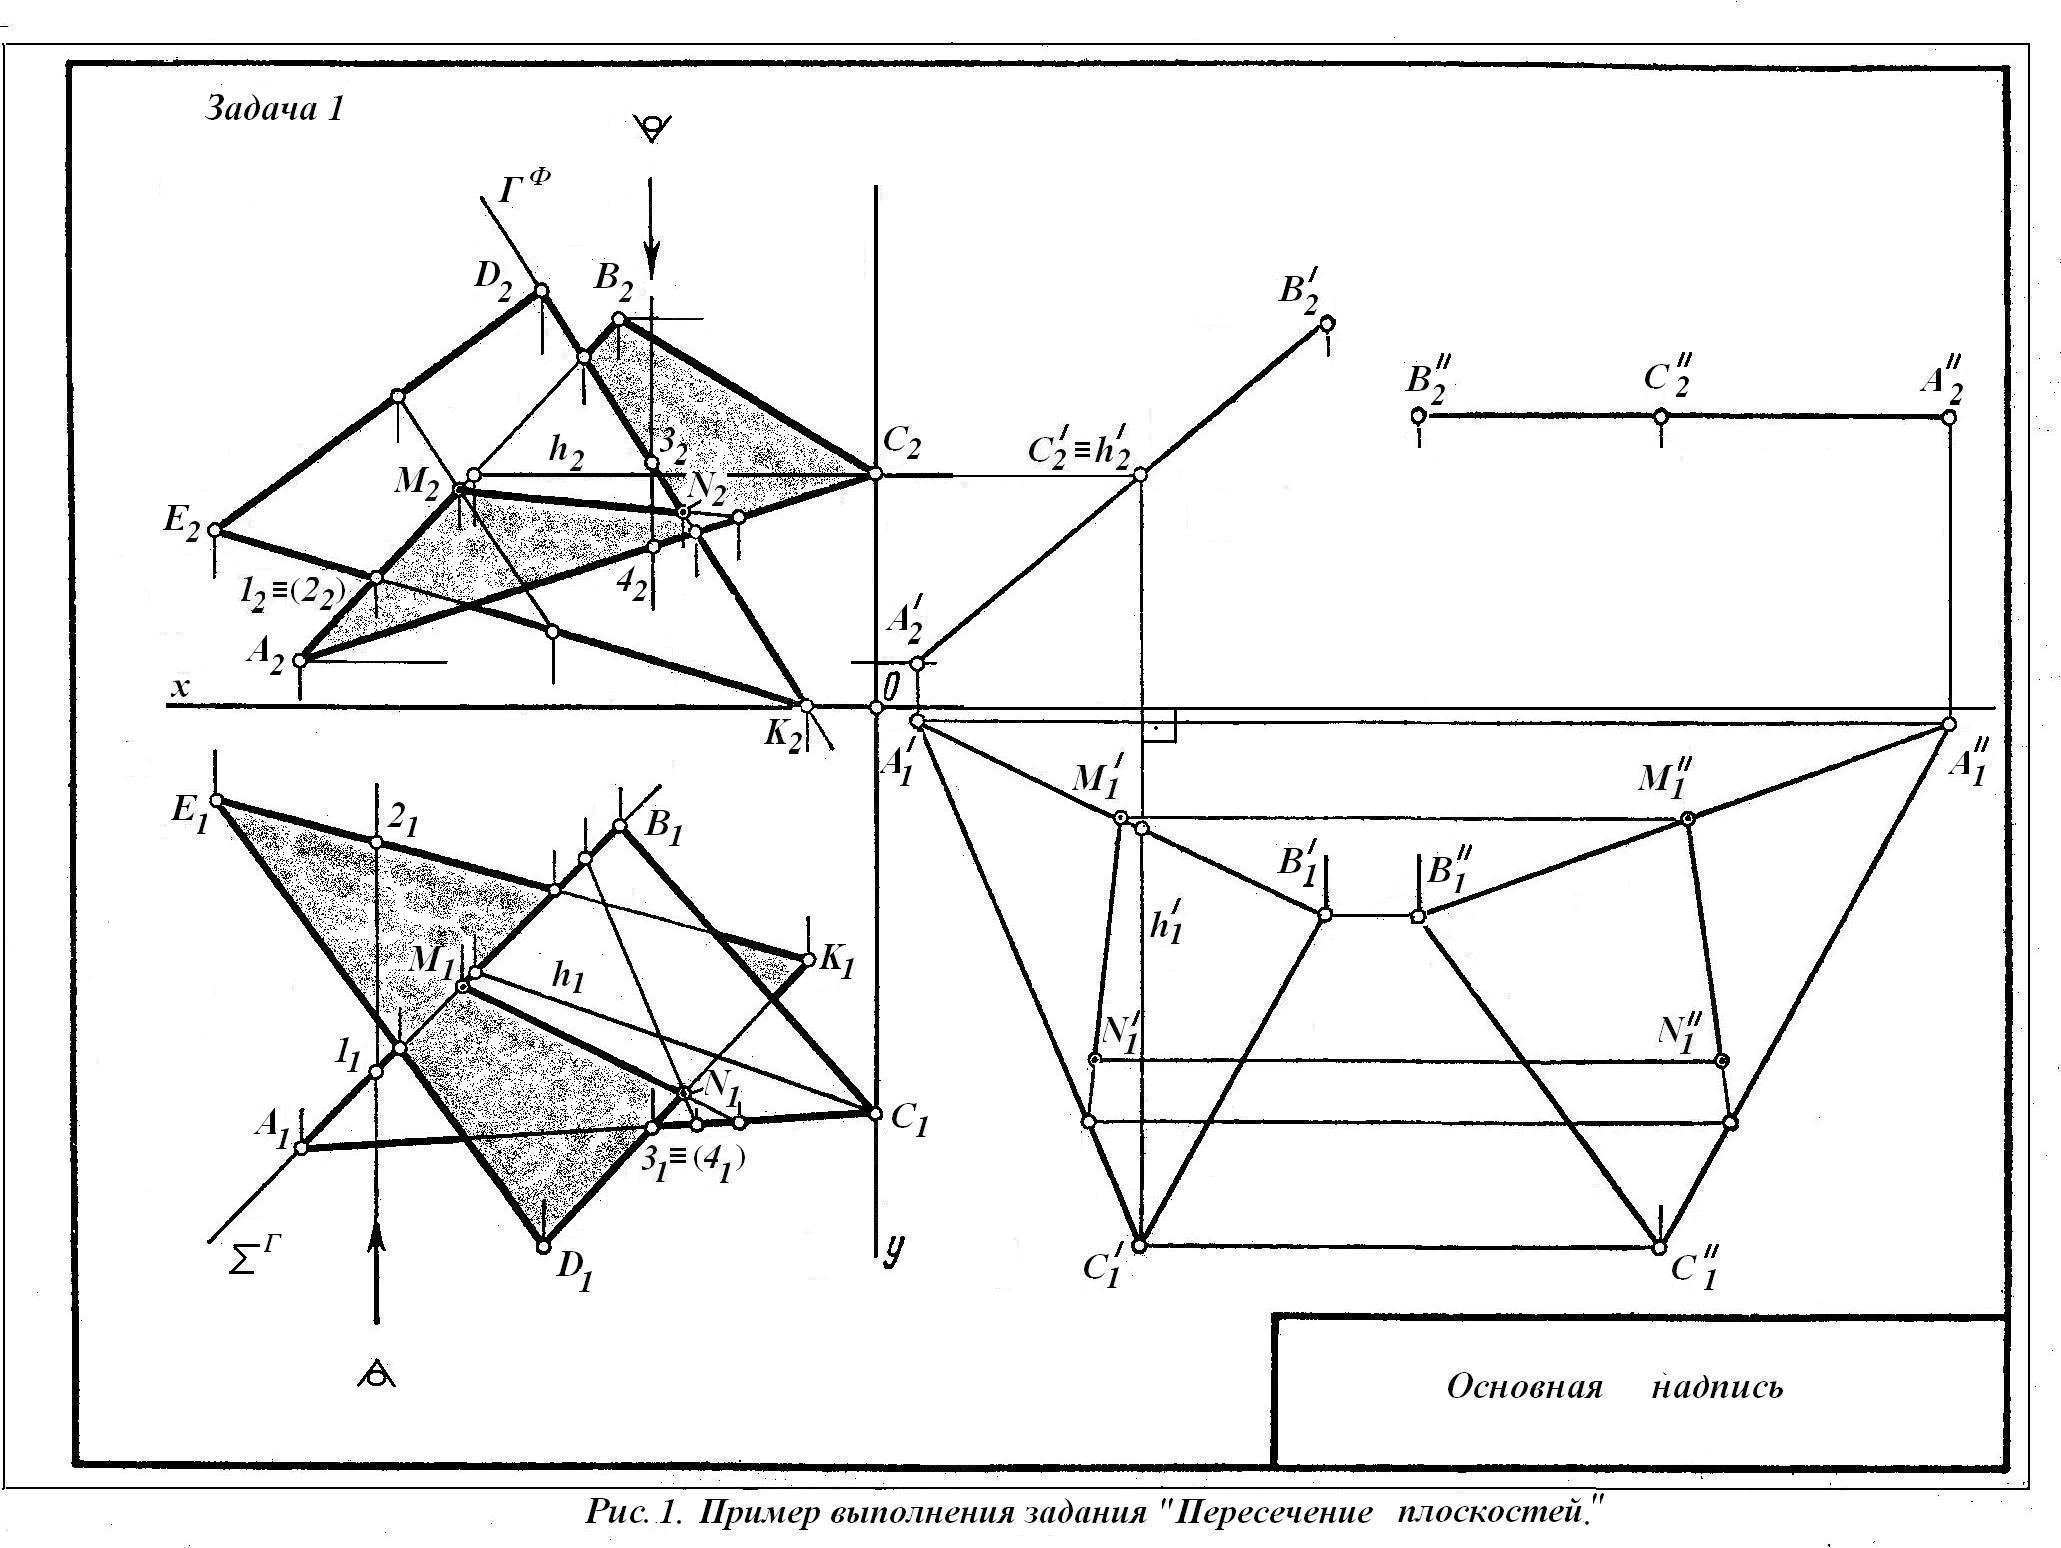 Задача 1
Г^Ф
D₂
B₂
B₂′
B₂″
C₂″
A₂″
C₂
C₂′≡h₂′
3₂
h₂
M₂
N₂
E₂
1₂≡(2₂)
4₂
A₂
A₂′
x
O
K₂
A₁′
A₁″
M₁′
M₁″
E₁
2₁
B₁
B₁′
B₁″
h₁′
M₁
h₁
K₁
1₁
N₁′
N₁″
N₁
A₁
C₁
3₁≡(4₁)
Σ^Г
D₁
y
C₁′
C₁″
Основная надпись
Рис. 1. Пример выполнения задания "Пересечение плоскостей."